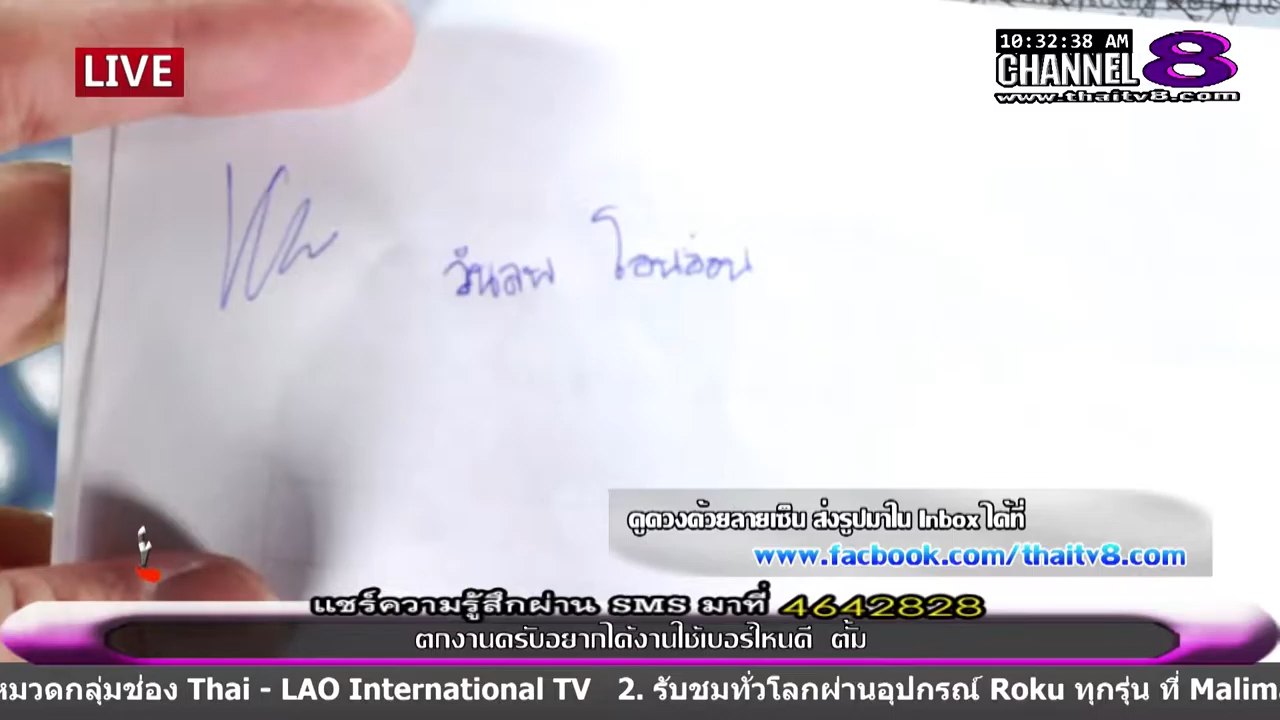 LIVE
10:32:38 AM
CHANNEL 8
www.thaitv8.com
วันลพ โอนอ่อน
ดูดวงด้วยลายเซ็น ส่งรูปมาใน Inbox ได้ที่
www.facbook.com/thaitv8.com
แชร์ความรู้สึกผ่าน SMS มาที่ 4642828
ตกงานครับอยากได้งานใช้เบอร์ไหนดี ตั้ม
หมวดกลุ่มช่อง Thai - LAO International TV 2. รับชมทั่วโลกผ่านอุปกรณ์ Roku ทุกรุ่น ที่